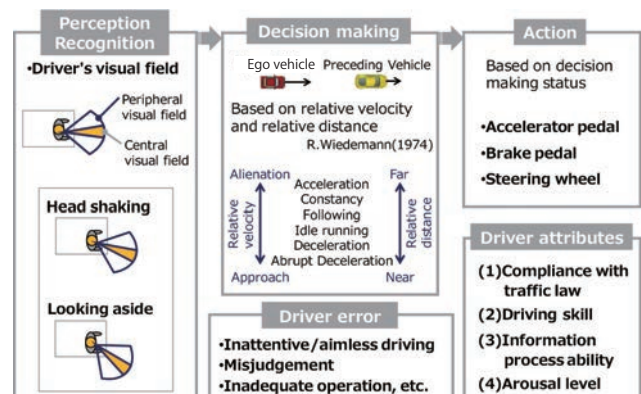 Perception
Recognition
•Driver's visual field
Peripheral
visual field
Central
visual field
Head shaking
Looking aside
Decision making
Ego vehicle Preceding Vehicle
Based on relative velocity
and relative distance
R.Wiedemann(1974)
Alienation
Relative
velocity
Approach
Acceleration
Constancy
Following
Idle running
Deceleration
Abrupt Deceleration
Far
Relative
distance
Near
Driver error
•Inattentive/aimless driving
•Misjudgement
•Inadequate operation, etc.
Action
Based on decision
making status
•Accelerator pedal
•Brake pedal
•Steering wheel
Driver attributes
(1)Compliance with
traffic law
(2)Driving skill
(3)Information
process ability
(4)Arousal level